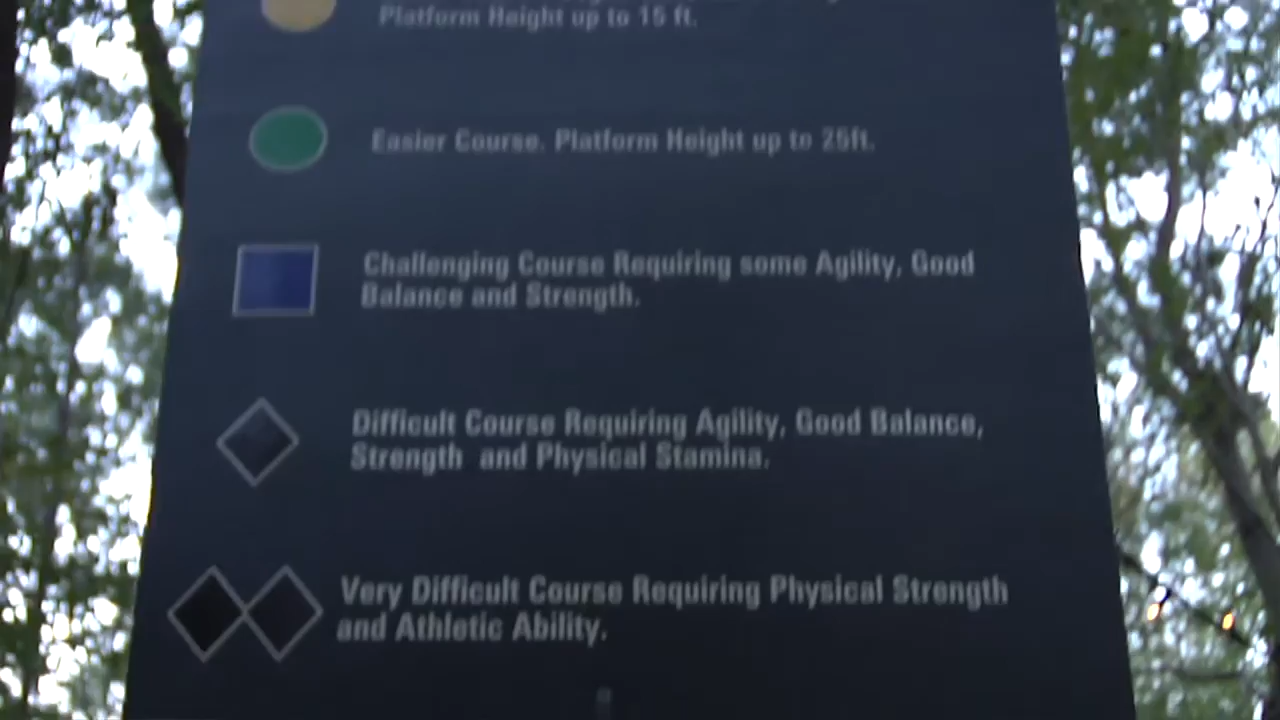 Platform Height up to 15 ft.
Easier Course. Platform Height up to 25ft.
Challenging Course Requiring some Agility, Good
Balance and Strength.
Difficult Course Requiring Agility, Good Balance,
Strength and Physical Stamina.
Very Difficult Course Requiring Physical Strength
and Athletic Ability.